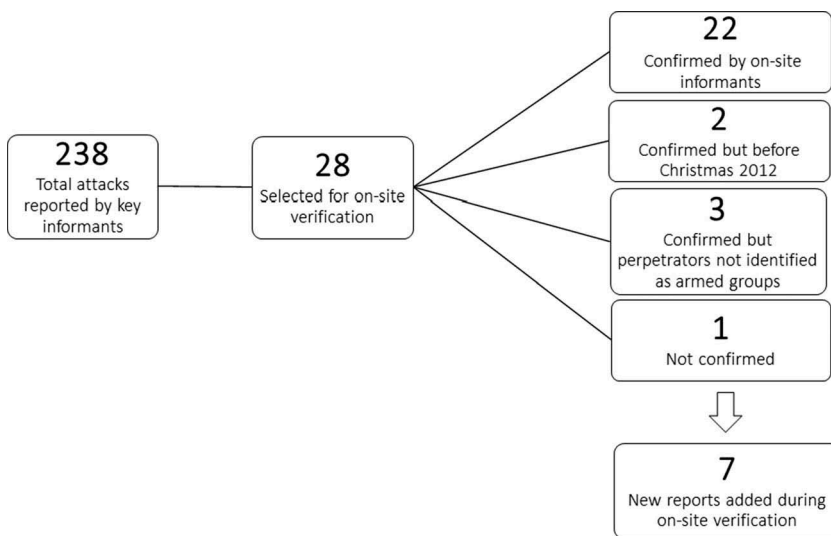 238
Total attacks
reported by key
informants
28
Selected for on-site
verification
22
Confirmed by on-site
informants
2
Confirmed but before
Christmas 2012
3
Confirmed but
perpetrators not identified
as armed groups
1
Not confirmed
7
New reports added during
on-site verification